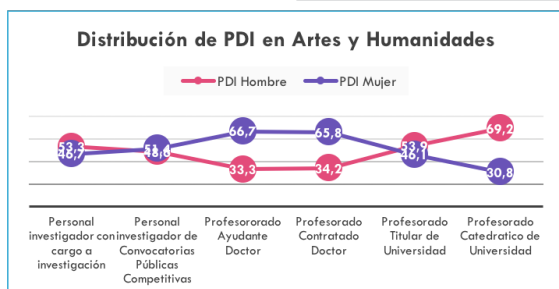 Distribución de PDI en Artes y Humanidades
PDI Hombre PDI Mujer
53,3 51,4 66,7 65,8 53,9 69,2
46,7 33,3 34,2 46,1 30,8
Personal investigador con cargo a investigación
Personal investigador de Convocatorias Públicas Competitivas
Profesororado Ayudante Doctor
Profesorado Contratado Doctor
Profesorado Titular de Universidad
Profesorado Catedratico de Universidad